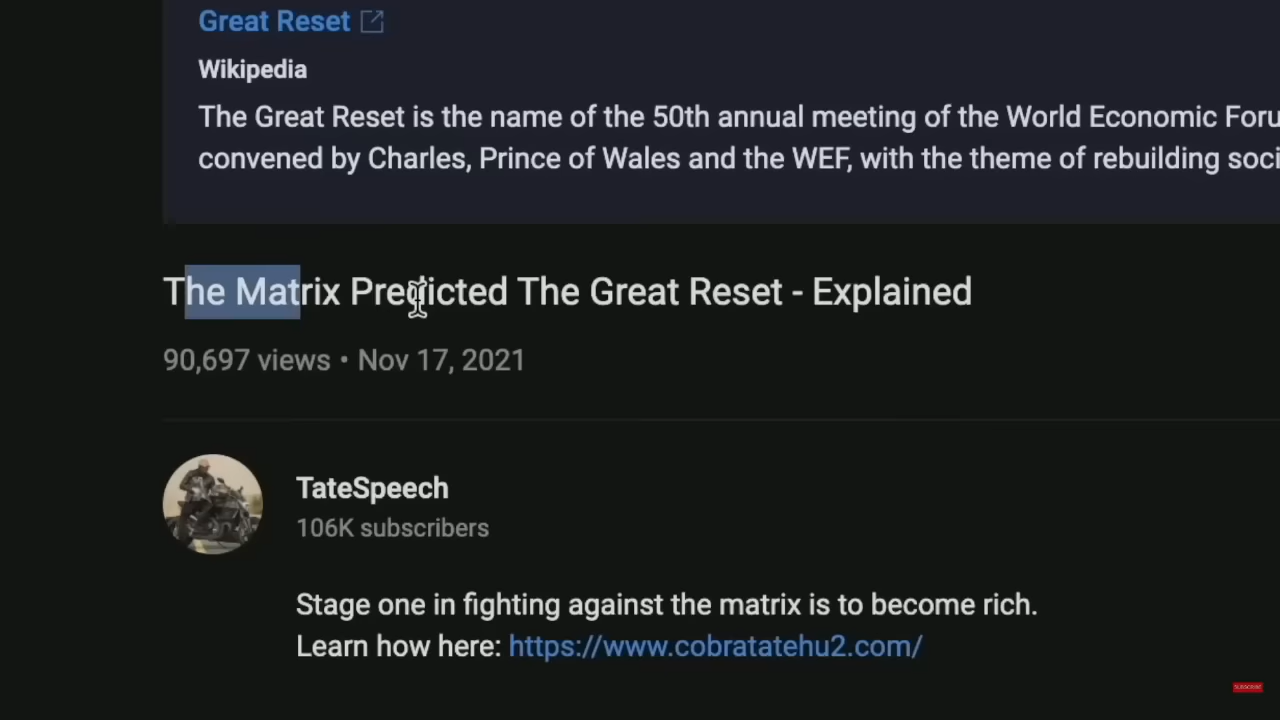 Great Reset
Wikipedia
The Great Reset is the name of the 50th annual meeting of the World Economic Foru
convened by Charles, Prince of Wales and the WEF, with the theme of rebuilding soci
The Matrix Predicted The Great Reset - Explained
90,697 views • Nov 17, 2021
TateSpeech
106K subscribers
Stage one in fighting against the matrix is to become rich.
Learn how here: https://www.cobratatehu2.com/
SUBSCRIBE